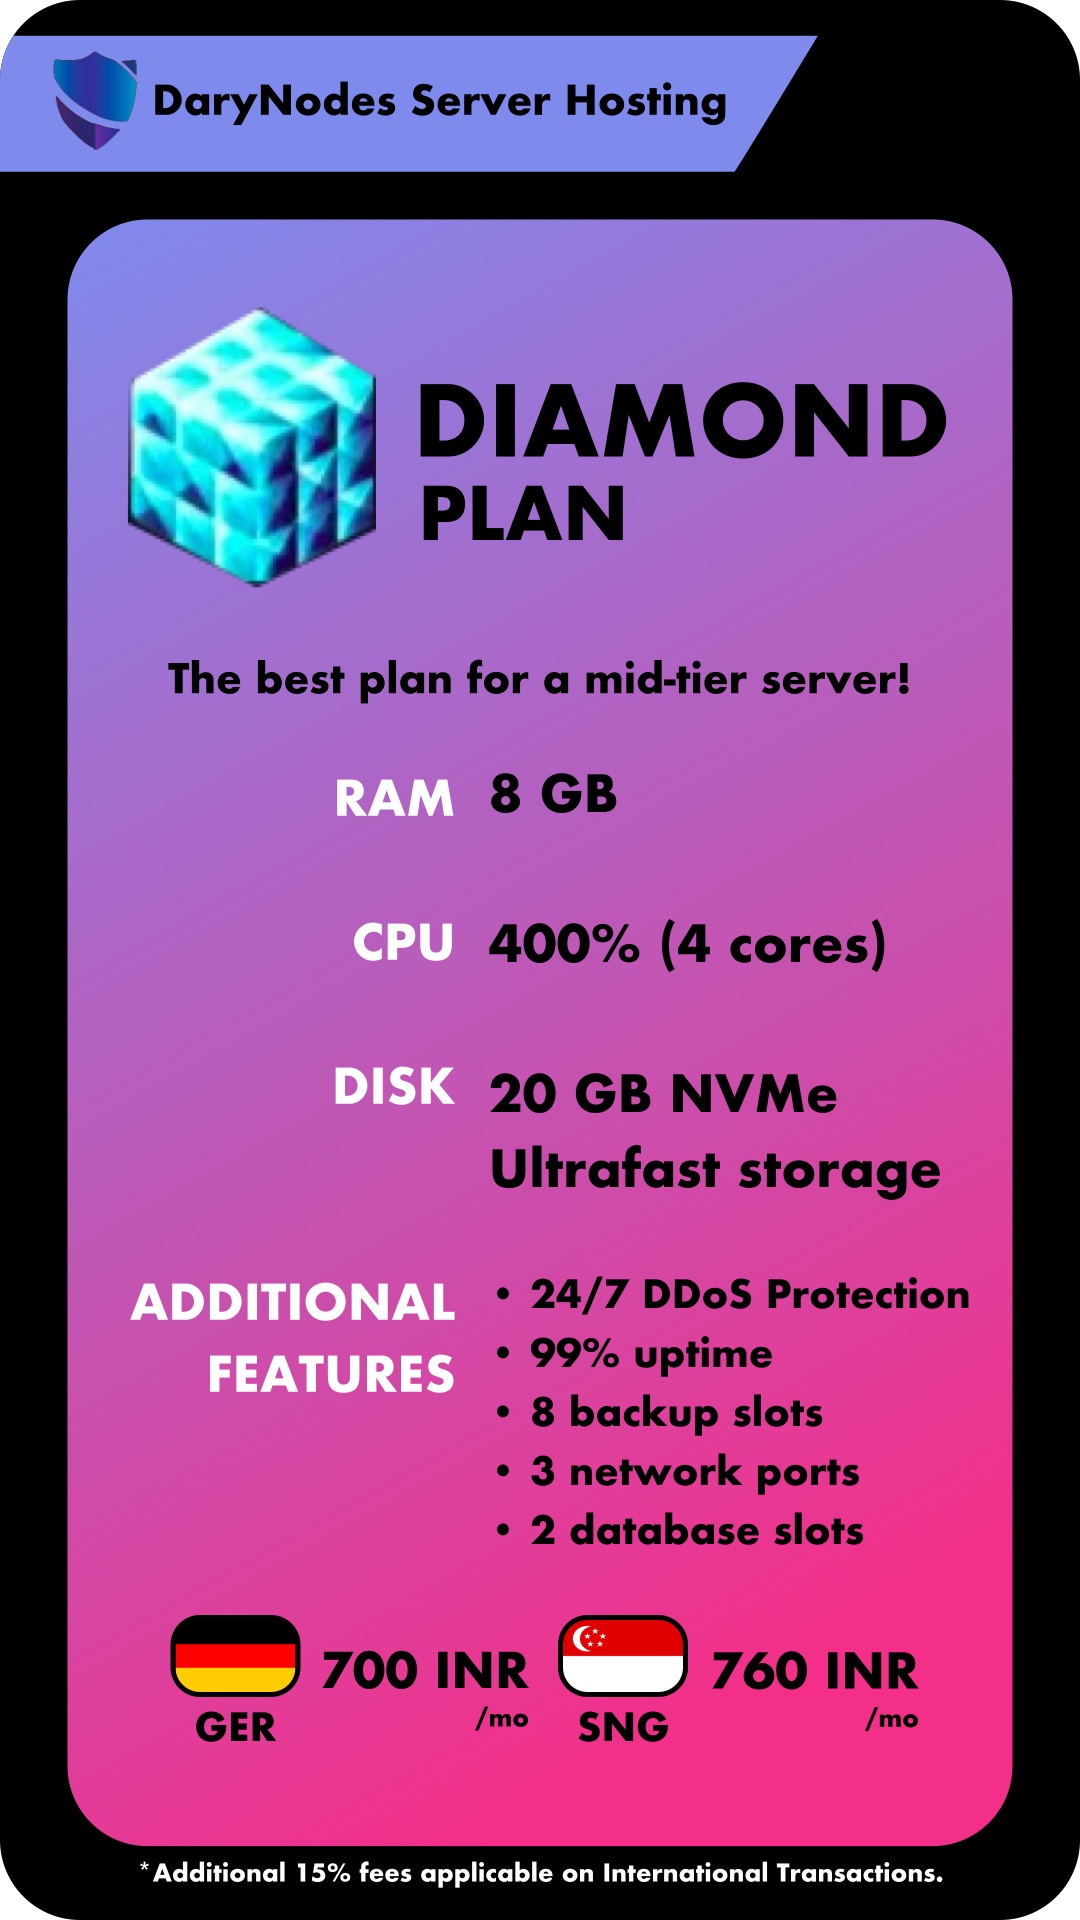 DaryNodes Server Hosting
DIAMOND
PLAN
The best plan for a mid-tier server!
RAM 8 GB
CPU 400% (4 cores)
DISK 20 GB NVMe
Ultrafast storage
ADDITIONAL
FEATURES
• 24/7 DDoS Protection
• 99% uptime
• 8 backup slots
• 3 network ports
• 2 database slots
700 INR
/mo
GER
760 INR
/mo
SNG
*Additional 15% fees applicable on International Transactions.